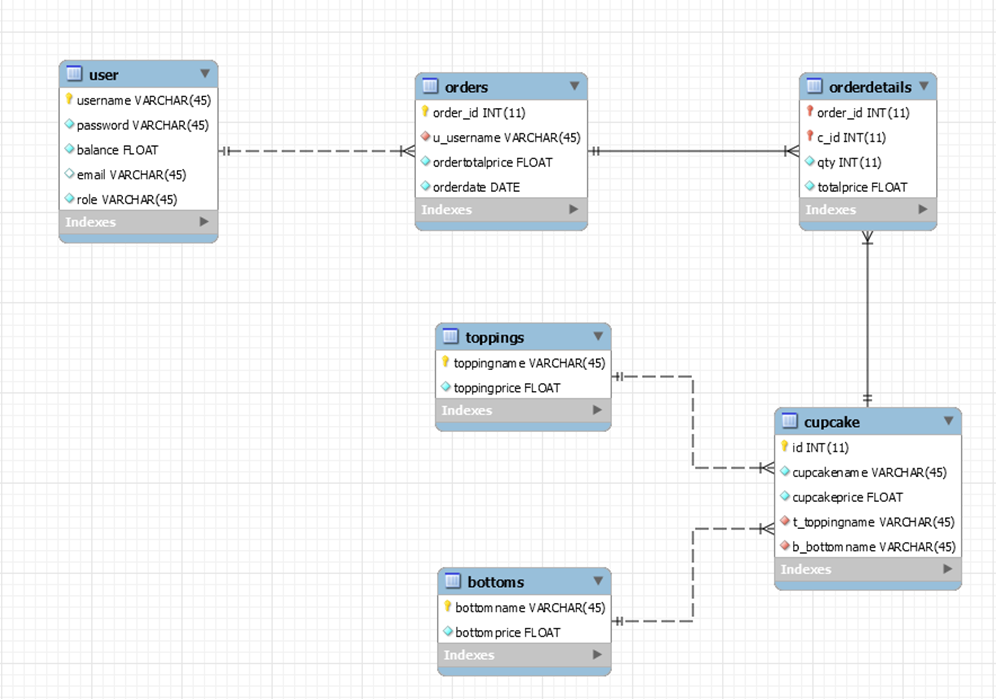 user
username VARCHAR(45)
password VARCHAR(45)
balance FLOAT
email VARCHAR(45)
role VARCHAR(45)
Indexes
orders
order_id INT(11)
u_username VARCHAR(45)
ordertotalprice FLOAT
orderdate DATE
Indexes
orderdetails
order_id INT(11)
c_id INT(11)
qty INT(11)
totalprice FLOAT
Indexes
toppings
toppingname VARCHAR(45)
toppingprice FLOAT
Indexes
cupcake
id INT(11)
cupcakename VARCHAR(45)
cupcakeprice FLOAT
t_toppingname VARCHAR(45)
b_bottomname VARCHAR(45)
Indexes
bottoms
bottomname VARCHAR(45)
bottomprice FLOAT
Indexes